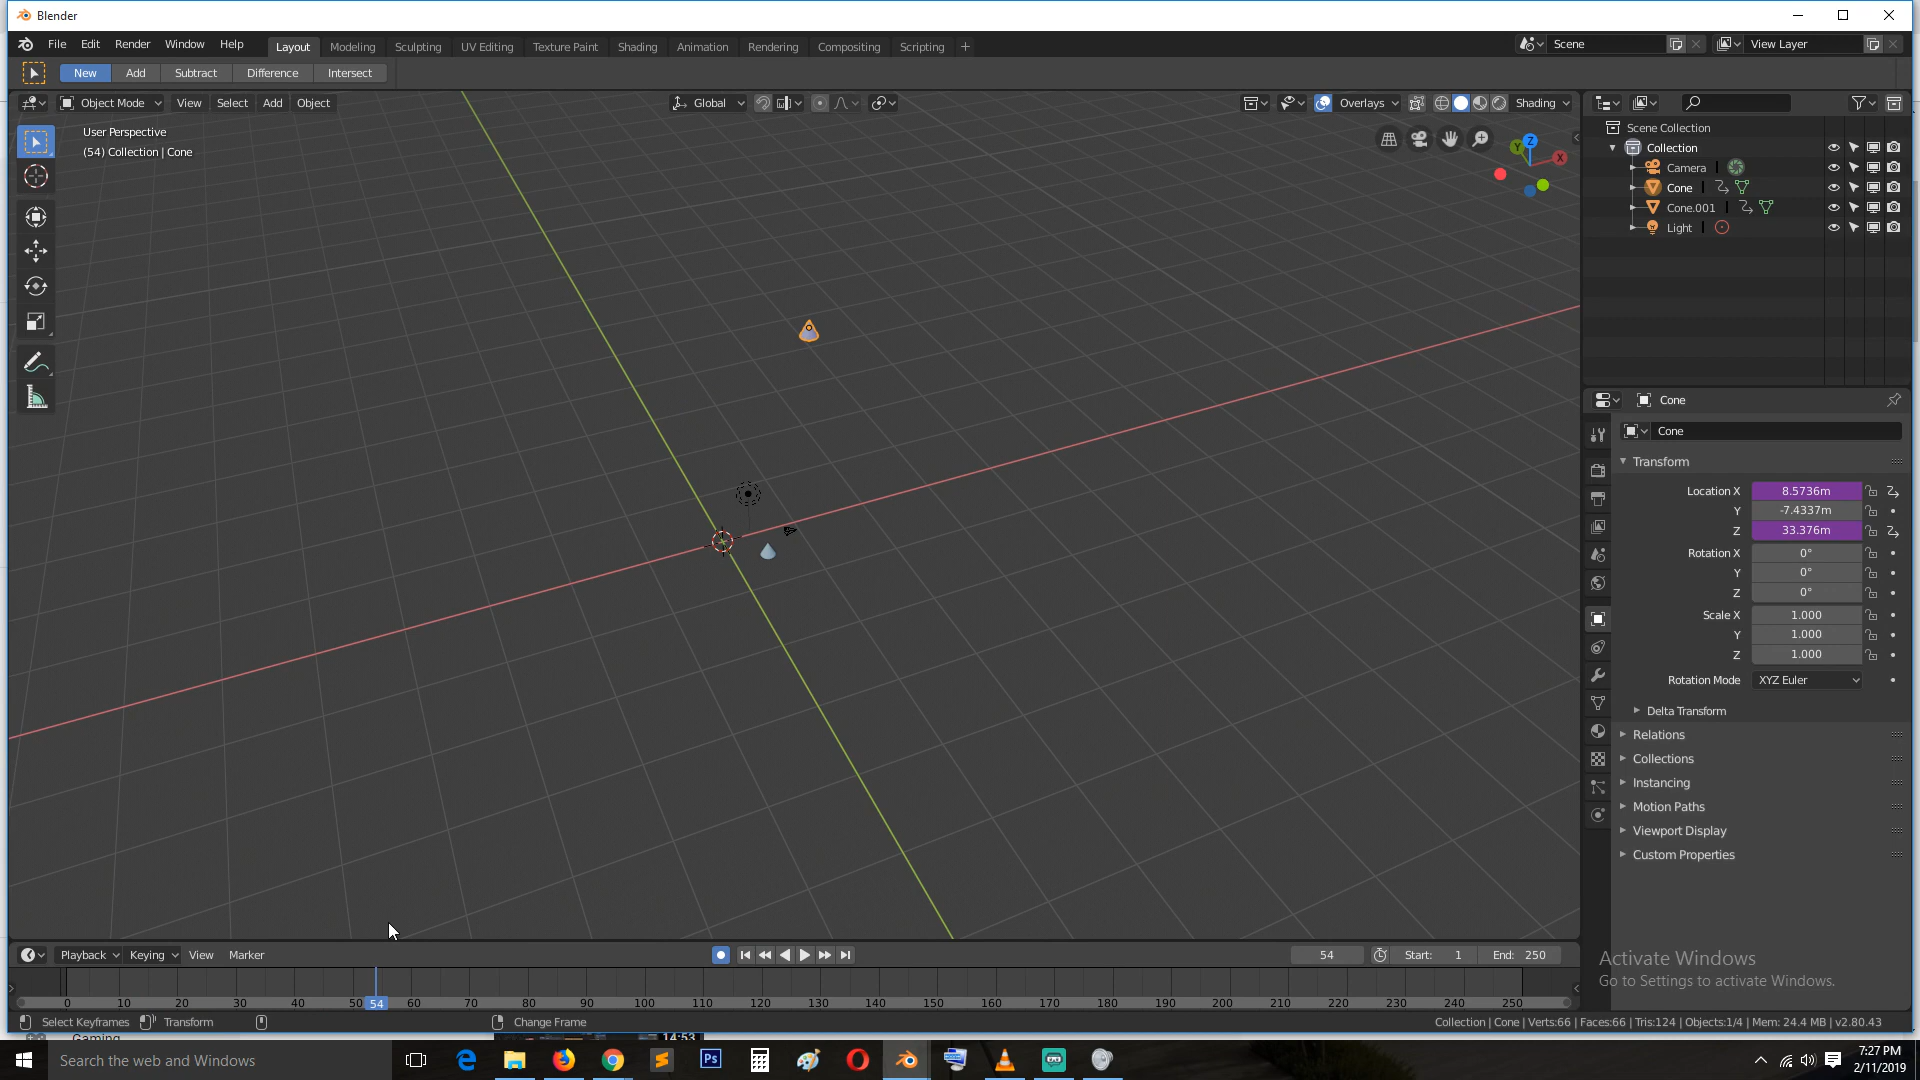 Blender
File Edit Render Window Help Layout Modeling Sculpting UV Editing Texture Paint Shading Animation Rendering Compositing Scripting + Scene View Layer
New Add Subtract Difference Intersect
Object Mode View Select Add Object Global Overlays Shading
User Perspective
(54) Collection | Cone
Z
Y
X
Scene Collection
Collection
Camera
Cone
Cone.001
Light
Cone
Cone
Transform
Location X 8.5736m
Y -7.4337m
Z 33.376m
Rotation X 0°
Y 0°
Z 0°
Scale X 1.000
Y 1.000
Z 1.000
Rotation Mode XYZ Euler
Delta Transform
Relations
Collections
Instancing
Motion Paths
Viewport Display
Custom Properties
Activate Windows
Go to Settings to activate Windows.
Playback Keying View Marker 54 Start: 1 End: 250
0 10 20 30 40 50 54 60 70 80 90 100 110 120 130 140 150 160 170 180 190 200 210 220 230 240 250
Select Keyframes Transform Change Frame Collection | Cone | Verts:66 | Faces:66 | Tris:124 | Objects:1/4 | Mem: 24.4 MB | v2.80.43
Gaming 14:53
Search the web and Windows
Ps
7:27 PM
2/11/2019